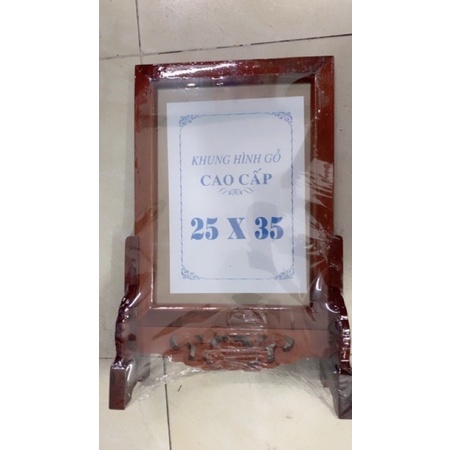 KHUNG HÌNH GỖ
CAO CẤP
25 X 35